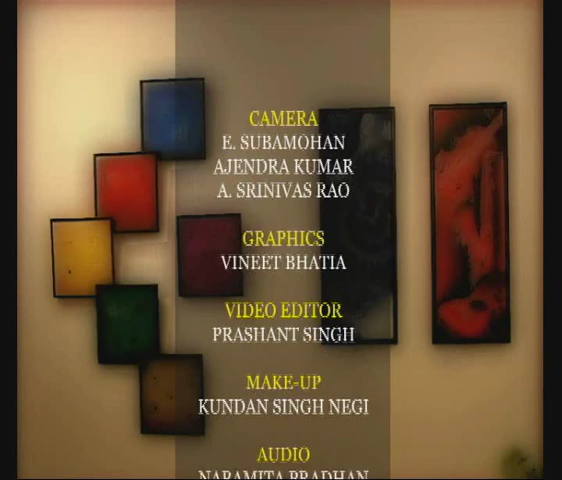 CAMERA
E. SUBAMOHAN
AJENDRA KUMAR
A. SRINIVAS RAO
GRAPHICS
VINEET BHATIA
VIDEO EDITOR
PRASHANT SINGH
MAKE-UP
KUNDAN SINGH NEGI
AUDIO
PRADHAN